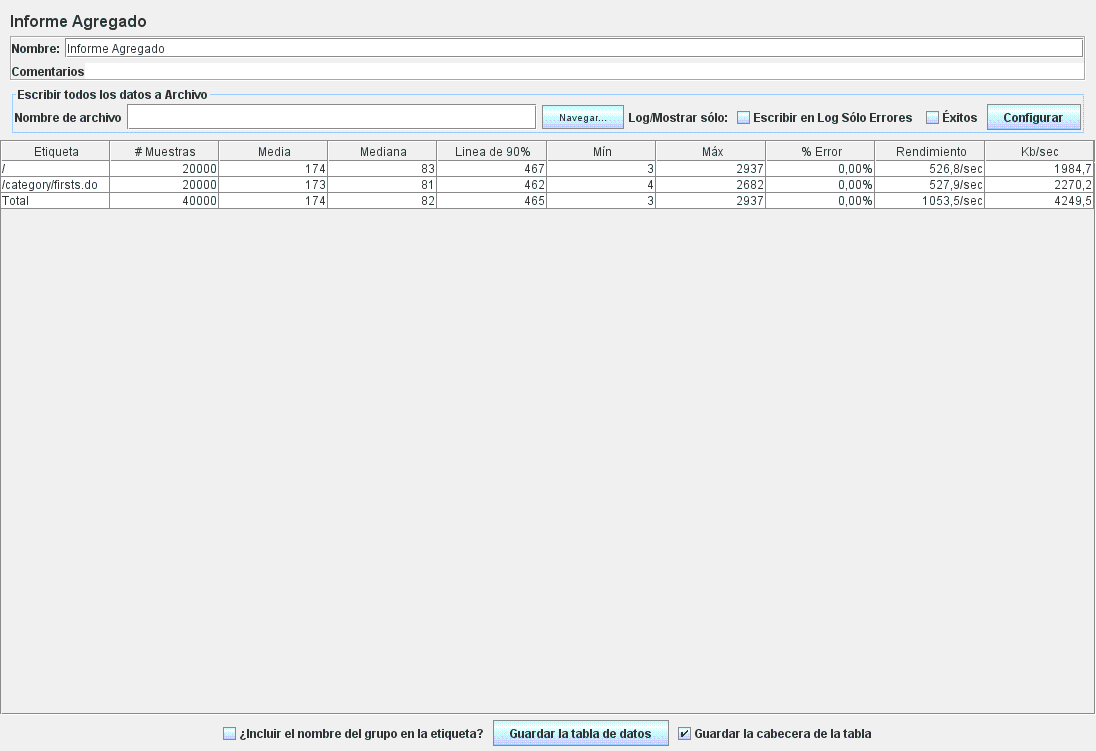 Informe Agregado
Nombre: Informe Agregado
Comentarios
Escribir todos los datos a Archivo
Nombre de archivo Navegar... Log/Mostrar sólo: Escribir en Log Sólo Errores Éxitos Configurar
Etiqueta # Muestras Media Mediana Linea de 90% Mín Máx % Error Rendimiento Kb/sec
/ 20000 174 83 467 3 2937 0,00% 526,8/sec 1984,7
/category/firsts.do 20000 173 81 462 4 2682 0,00% 527,9/sec 2270,2
Total 40000 174 82 465 3 2937 0,00% 1053,5/sec 4249,5
¿Incluir el nombre del grupo en la etiqueta? Guardar la tabla de datos Guardar la cabecera de la tabla